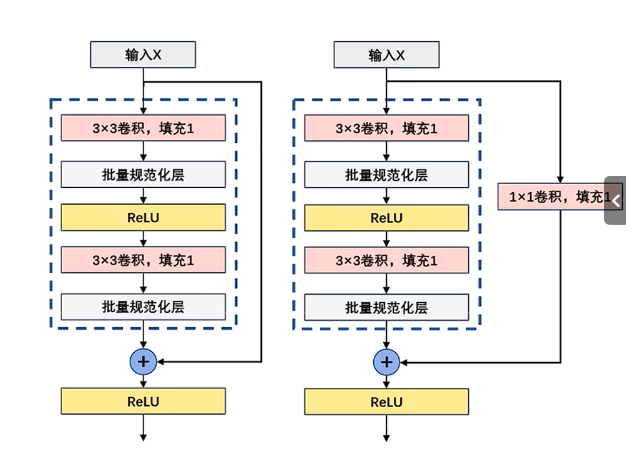 输入X
3×3卷积，填充1
批量规范化层
ReLU
3×3卷积，填充1
批量规范化层
+
ReLU
输入X
3×3卷积，填充1
批量规范化层
ReLU
3×3卷积，填充1
批量规范化层
1×1卷积，填充1
+
ReLU